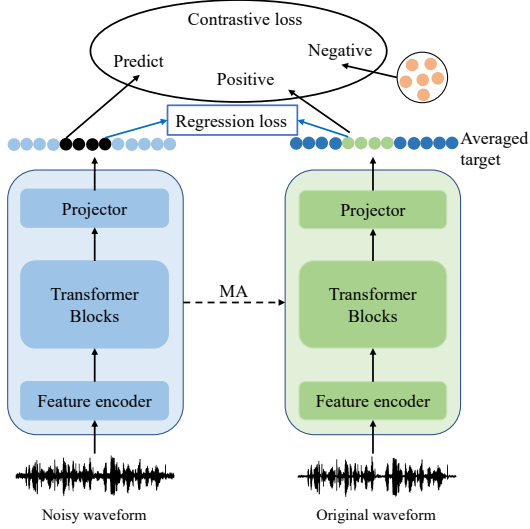 Contrastive loss
Predict
Negative
Positive
Regression loss
Averaged
target
Projector
Projector
Transformer
Blocks
MA
Transformer
Blocks
Feature encoder
Feature encoder
Noisy waveform
Original waveform